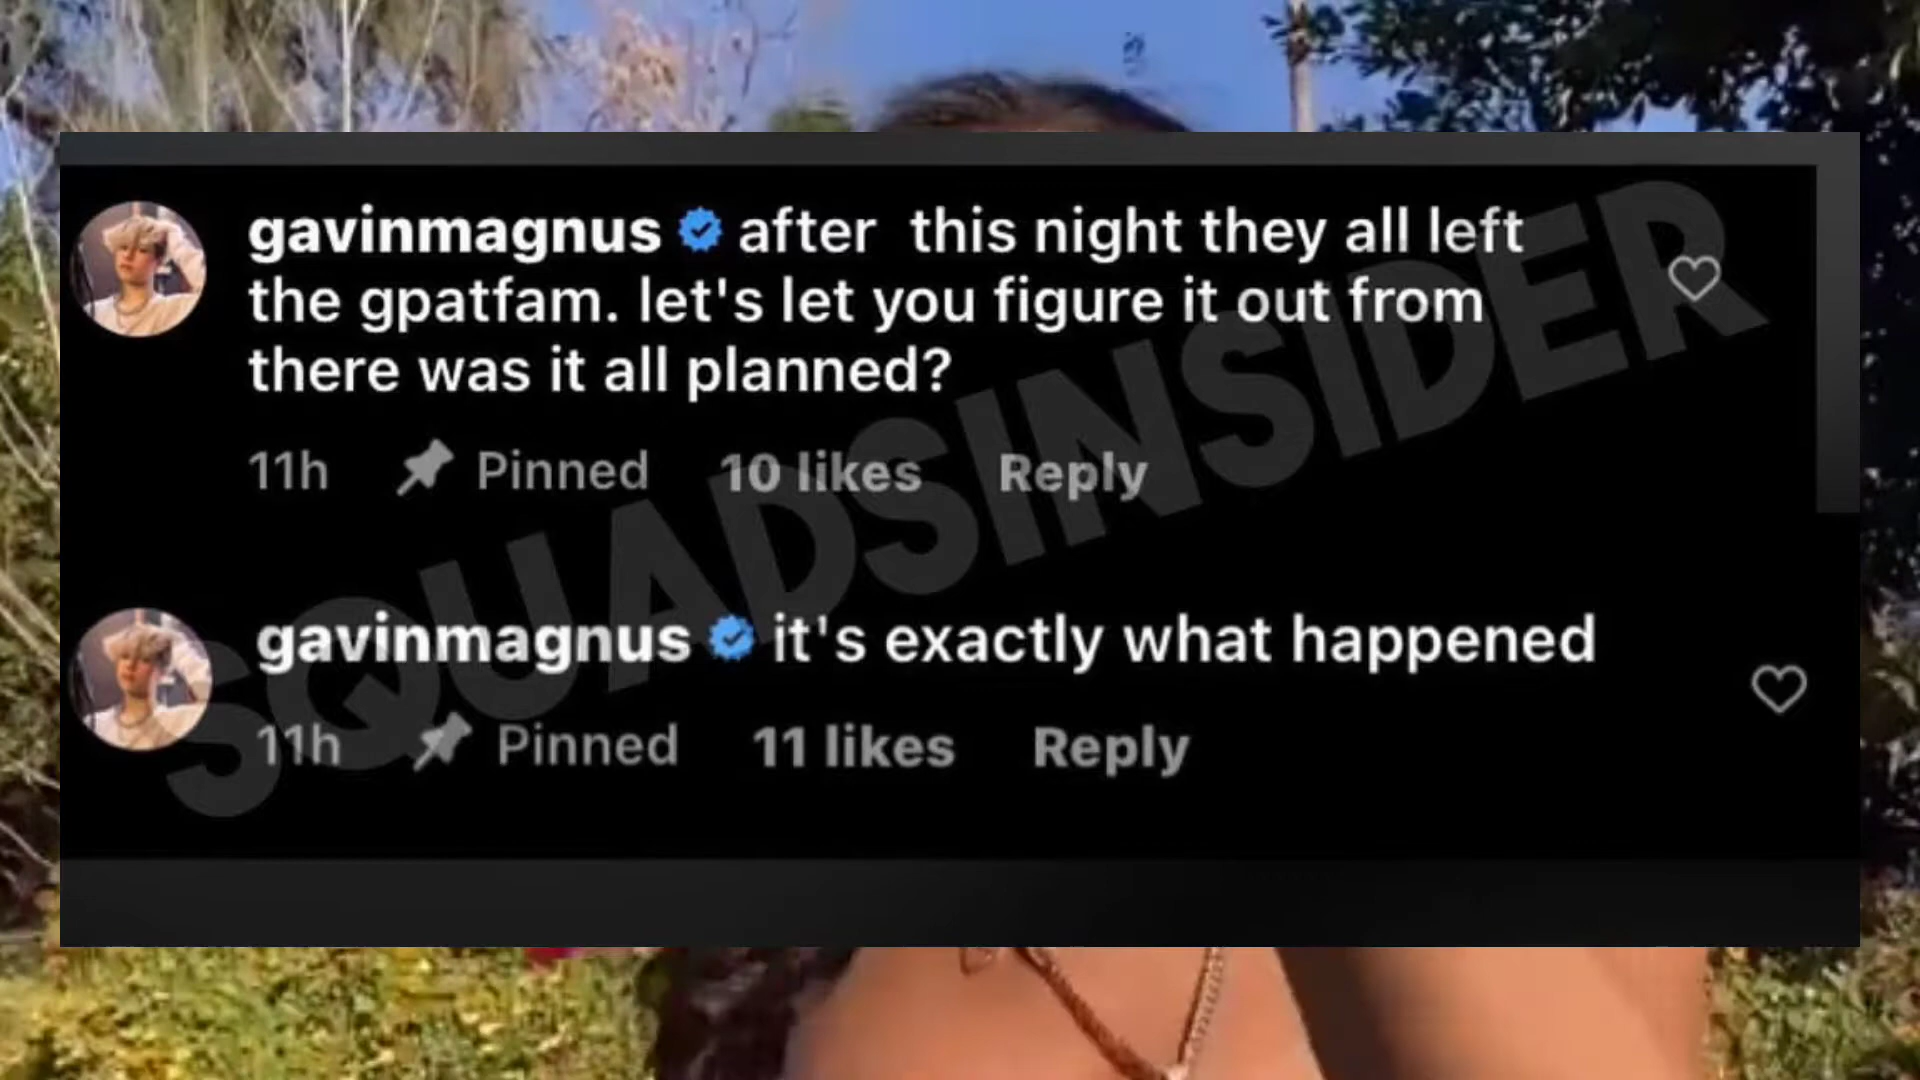 gavinmagnus after this night they all left
the gpatfam. let's let you figure it out from
there was it all planned?
11h Pinned 10 likes Reply
SQUADSINSIDER
gavinmagnus it's exactly what happened
11h Pinned 11 likes Reply